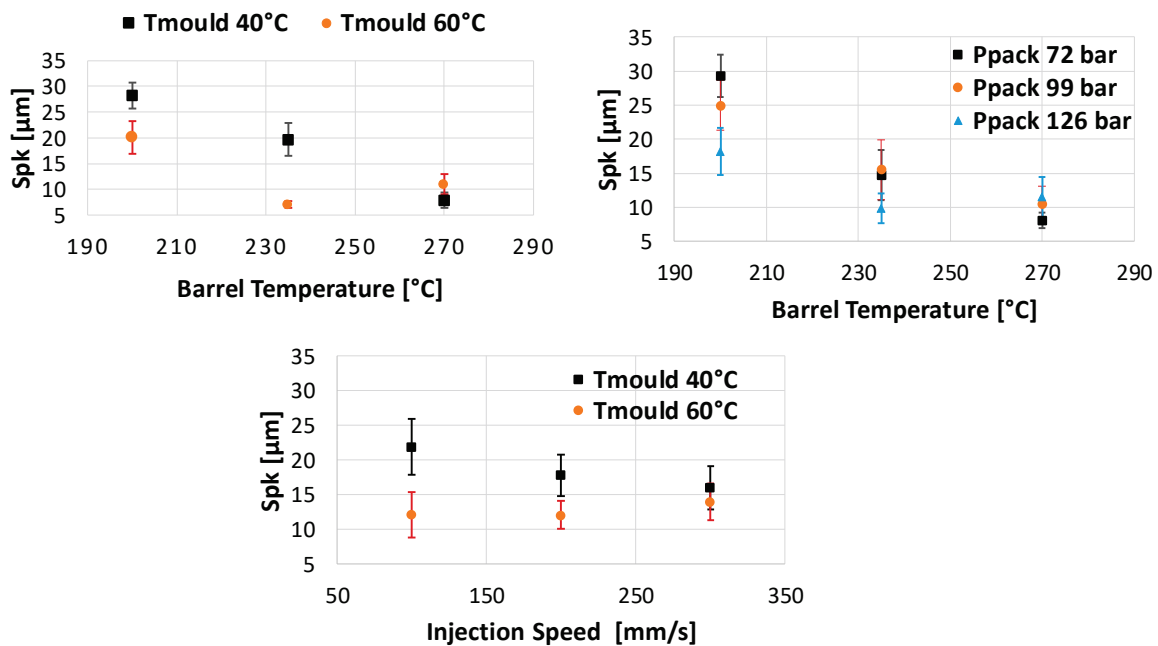 Tmould 40°C Tmould 60°C
35
30
25
20
15
10
5
Spk [µm]
190 210 230 250 270 290
Barrel Temperature [°C]
Ppack 72 bar
Ppack 99 bar
Ppack 126 bar
35
30
25
20
15
10
5
Spk [µm]
190 210 230 250 270 290
Barrel Temperature [°C]
Tmould 40°C
Tmould 60°C
35
30
25
20
15
10
5
Spk [µm]
50 150 250 350
Injection Speed [mm/s]